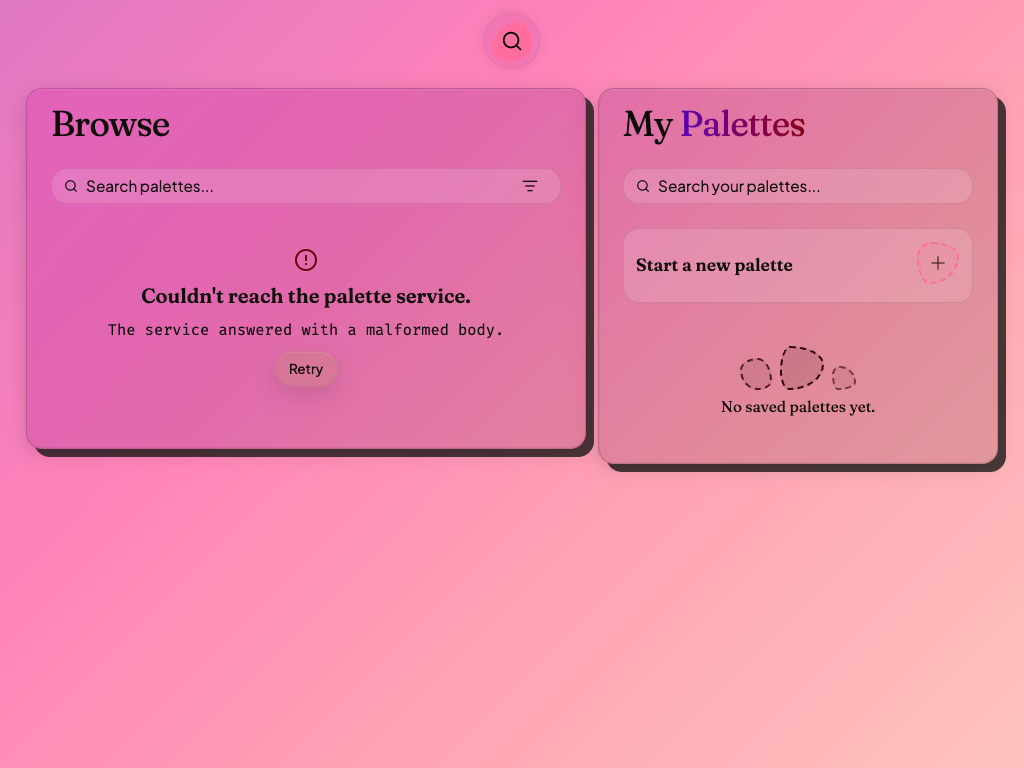 Browse
Search palettes...
Couldn't reach the palette service.
The service answered with a malformed body.
Retry
My Palettes
Search your palettes...
Start a new palette
No saved palettes yet.